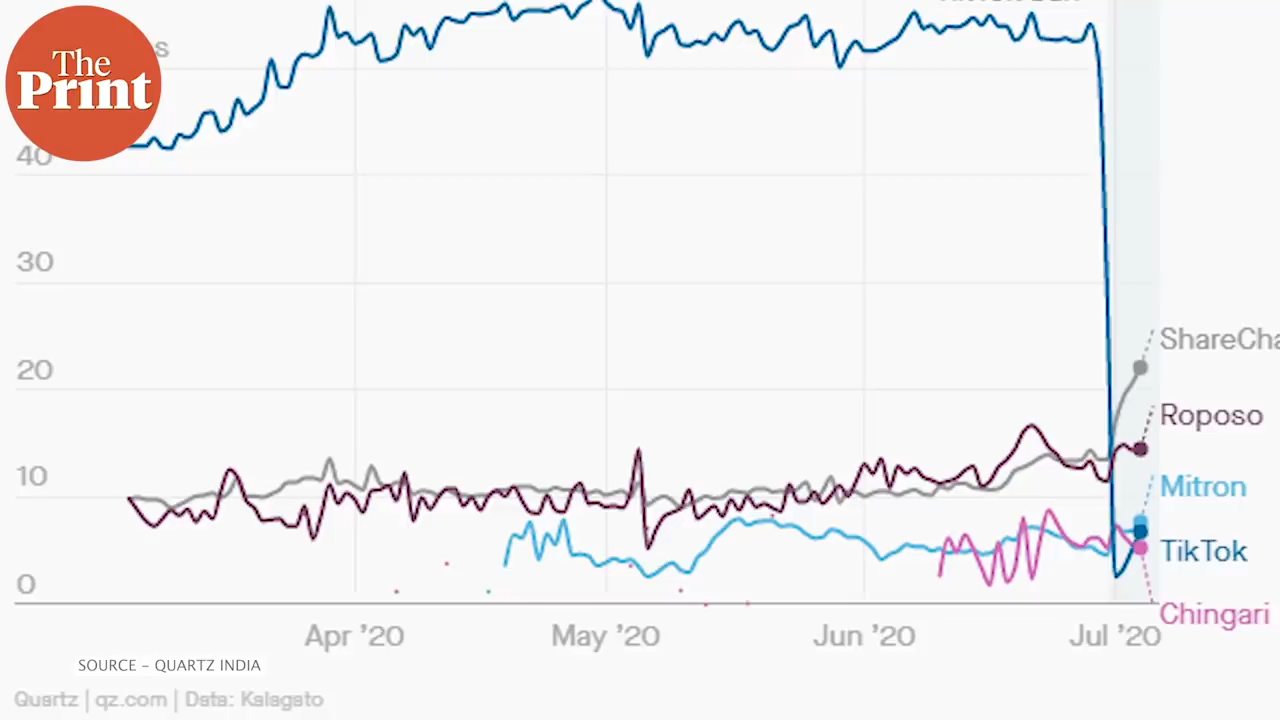 The
Print
40
30
20
10
0
ShareCha
Roposo
Mitron
TikTok
Chingari
Apr ’20
May ’20
Jun ’20
Jul ’20
SOURCE – QUARTZ INDIA
Quartz | qz.com | Data: Kalagato